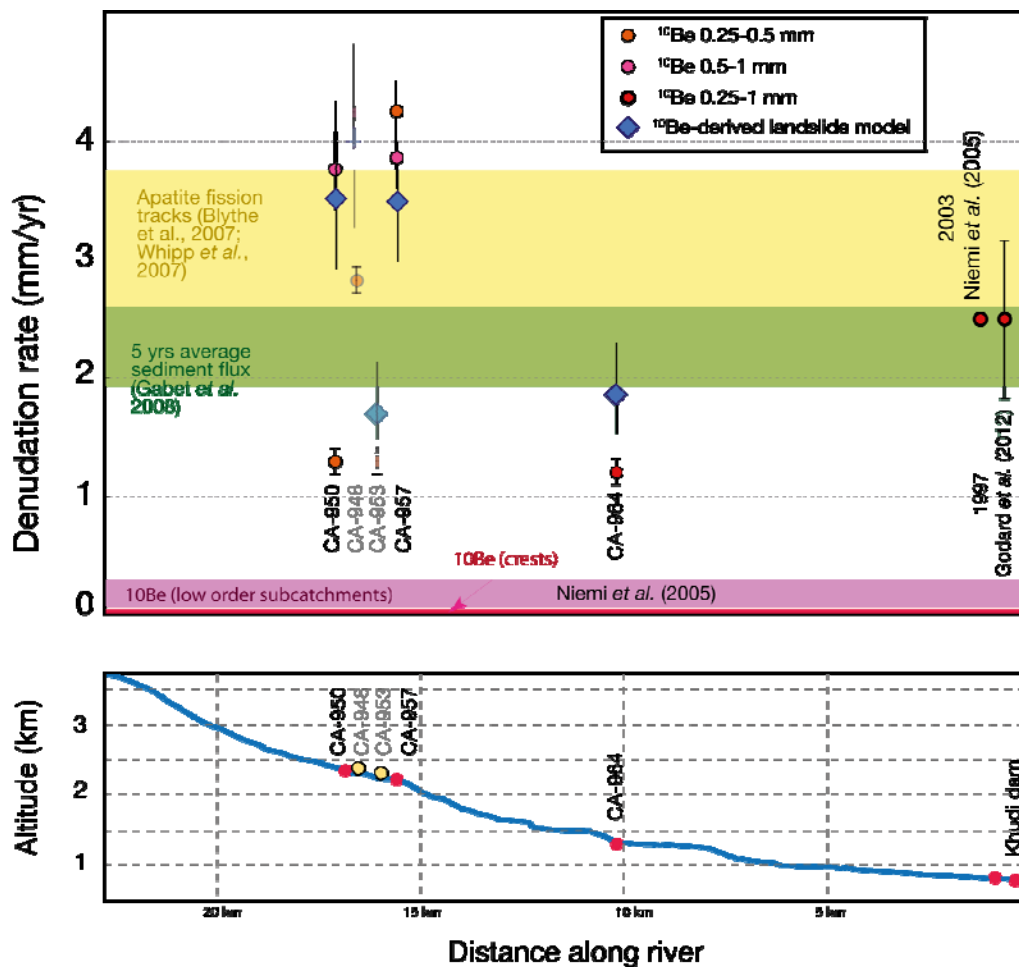 ¹⁰Be 0.25-0.5 mm
¹⁰Be 0.5-1 mm
¹⁰Be 0.25-1 mm
¹⁰Be-derived landslide model
Denudation rate (mm/yr)
4
3
2
1
0
Apatite fission
tracks (Blythe
et al., 2007;
Whipp et al.,
2007)
5 yrs average
sediment flux
(Gabet et al.
2008)
2003
Niemi et al. (2005)
1997
Godard et al. (2012)
CA-950
CA-948
CA-953
CA-957
CA-964
10Be (crests)
10Be (low order subcatchments)
Niemi et al. (2005)
Altitude (km)
3
2
1
CA-950
CA-948
CA-953
CA-957
CA-964
Khudi dam
20 km
15 km
10 km
5 km
Distance along river